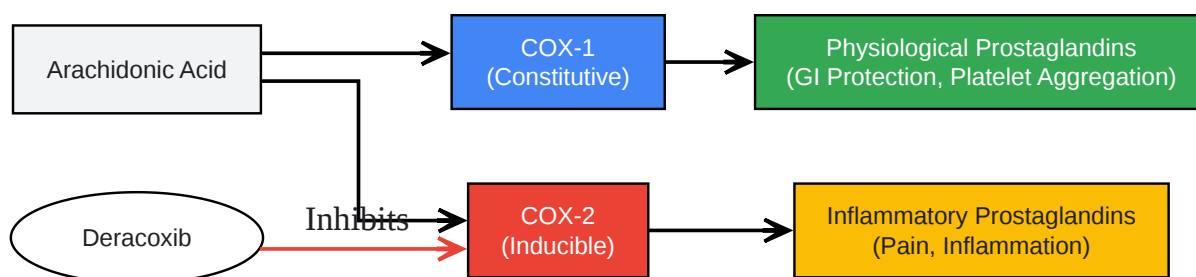 Arachidonic Acid
COX-1
(Constitutive)
Physiological Prostaglandins
(GI Protection, Platelet Aggregation)
Deracoxib
Inhibits
COX-2
(Inducible)
Inflammatory Prostaglandins
(Pain, Inflammation)